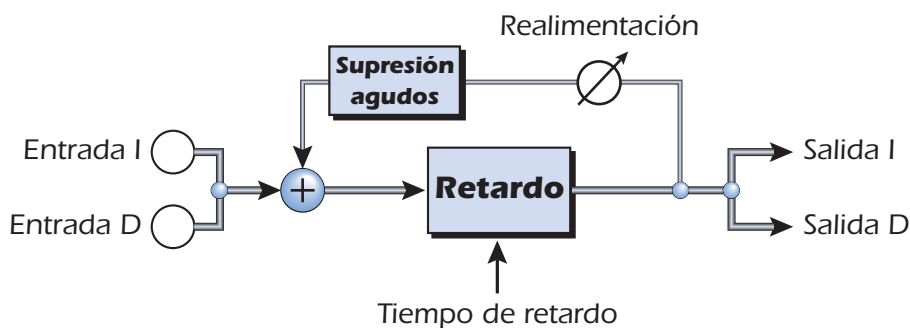 Realimentación
Supresión
agudos
Entrada I
Entrada D
+
Retardo
Salida I
Salida D
Tiempo de retardo